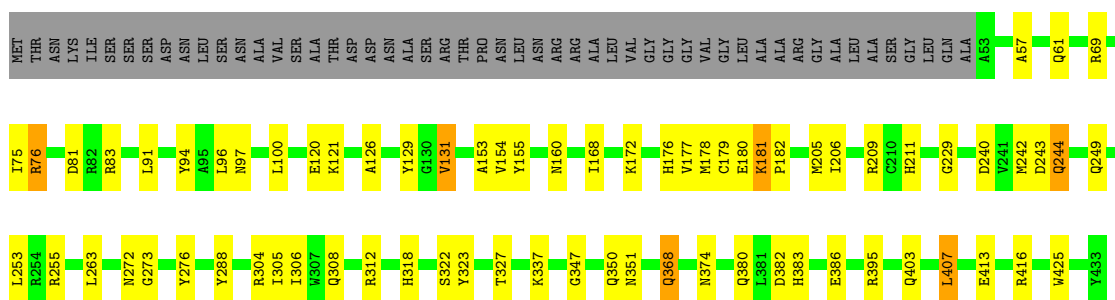 MET THR ASN LYS ILE SER SER SER ASP ASN LEU SER ASN ALA VAL SER ALA THR ASP ASP ASN ALA SER ARG THR PRO ASN LEU ASN ARG ARG ALA LEU VAL GLY GLY GLY VAL GLY LEU ALA ALA ARG GLY ALA LEU ALA SER GLY LEU GLN ALA A53 A57 Q61 R69
I75 R76 D81 R82 R83 L91 Y94 A95 L96 N97 L100 E120 K121 A126 Y129 G130 V131 A153 V154 Y155 N160 I168 K172 H176 V177 M178 C179 E180 K181 P182 M205 I206 R209 C210 H211 G229 D240 V241 M242 D243 Q244 Q249
L253 R254 R255 L263 N272 G273 Y276 Y288 R304 I305 I306 W307 Q308 R312 H318 S322 Y323 T327 K337 G347 Q350 N351 Q368 N374 Q380 L381 D382 H383 E386 R395 Q403 L407 E413 R416 W425 Y433